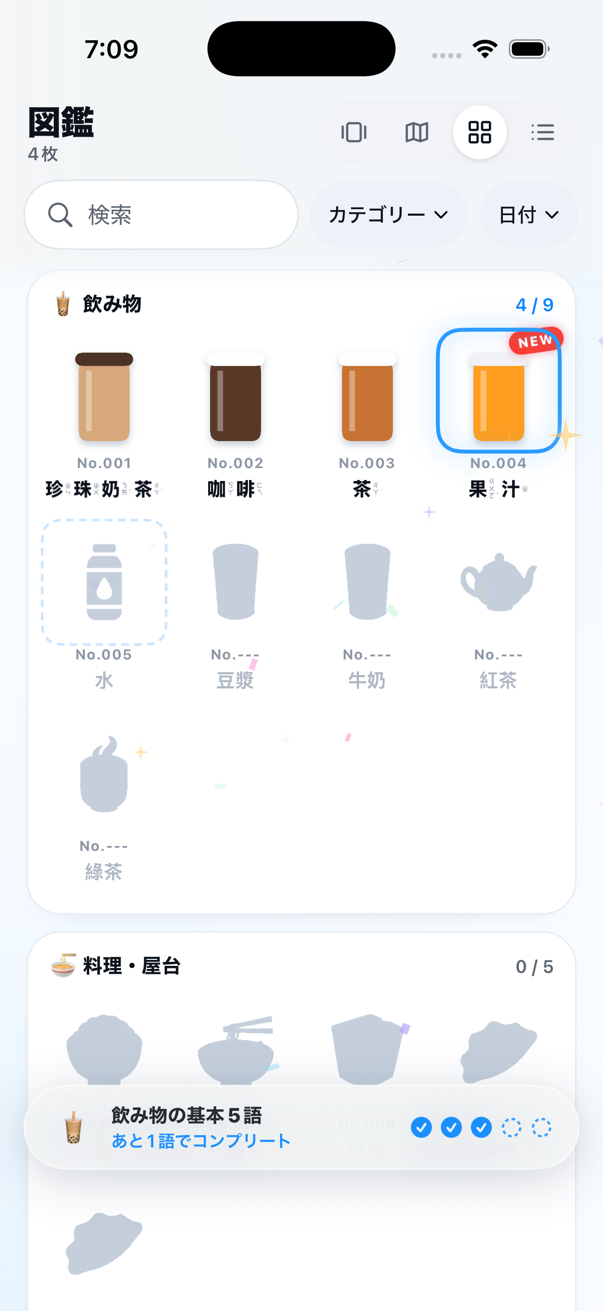 7:09
図鑑
4枚
検索
カテゴリー
日付
飲み物
4 / 9
NEW
No.001
No.002
No.003
No.004
珍珠奶茶
咖啡
茶
果汁
No.005
No.---
No.---
No.---
水
豆漿
牛奶
紅茶
No.---
綠茶
料理・屋台
0 / 5
飲み物の基本5語
あと1語でコンプリート